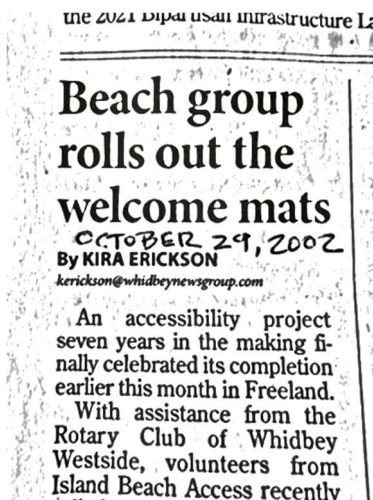 the 2021 Bipartisan Infrastructure La
Beach group
rolls out the
welcome mats
OCTOBER 29, 2002
By KIRA ERICKSON
kerickson@whidbeynewsgroup.com
An accessibility project
seven years in the making fi-
nally celebrated its completion
earlier this month in Freeland.
With assistance from the
Rotary Club of Whidbey
Westside, volunteers from
Island Beach Access recently